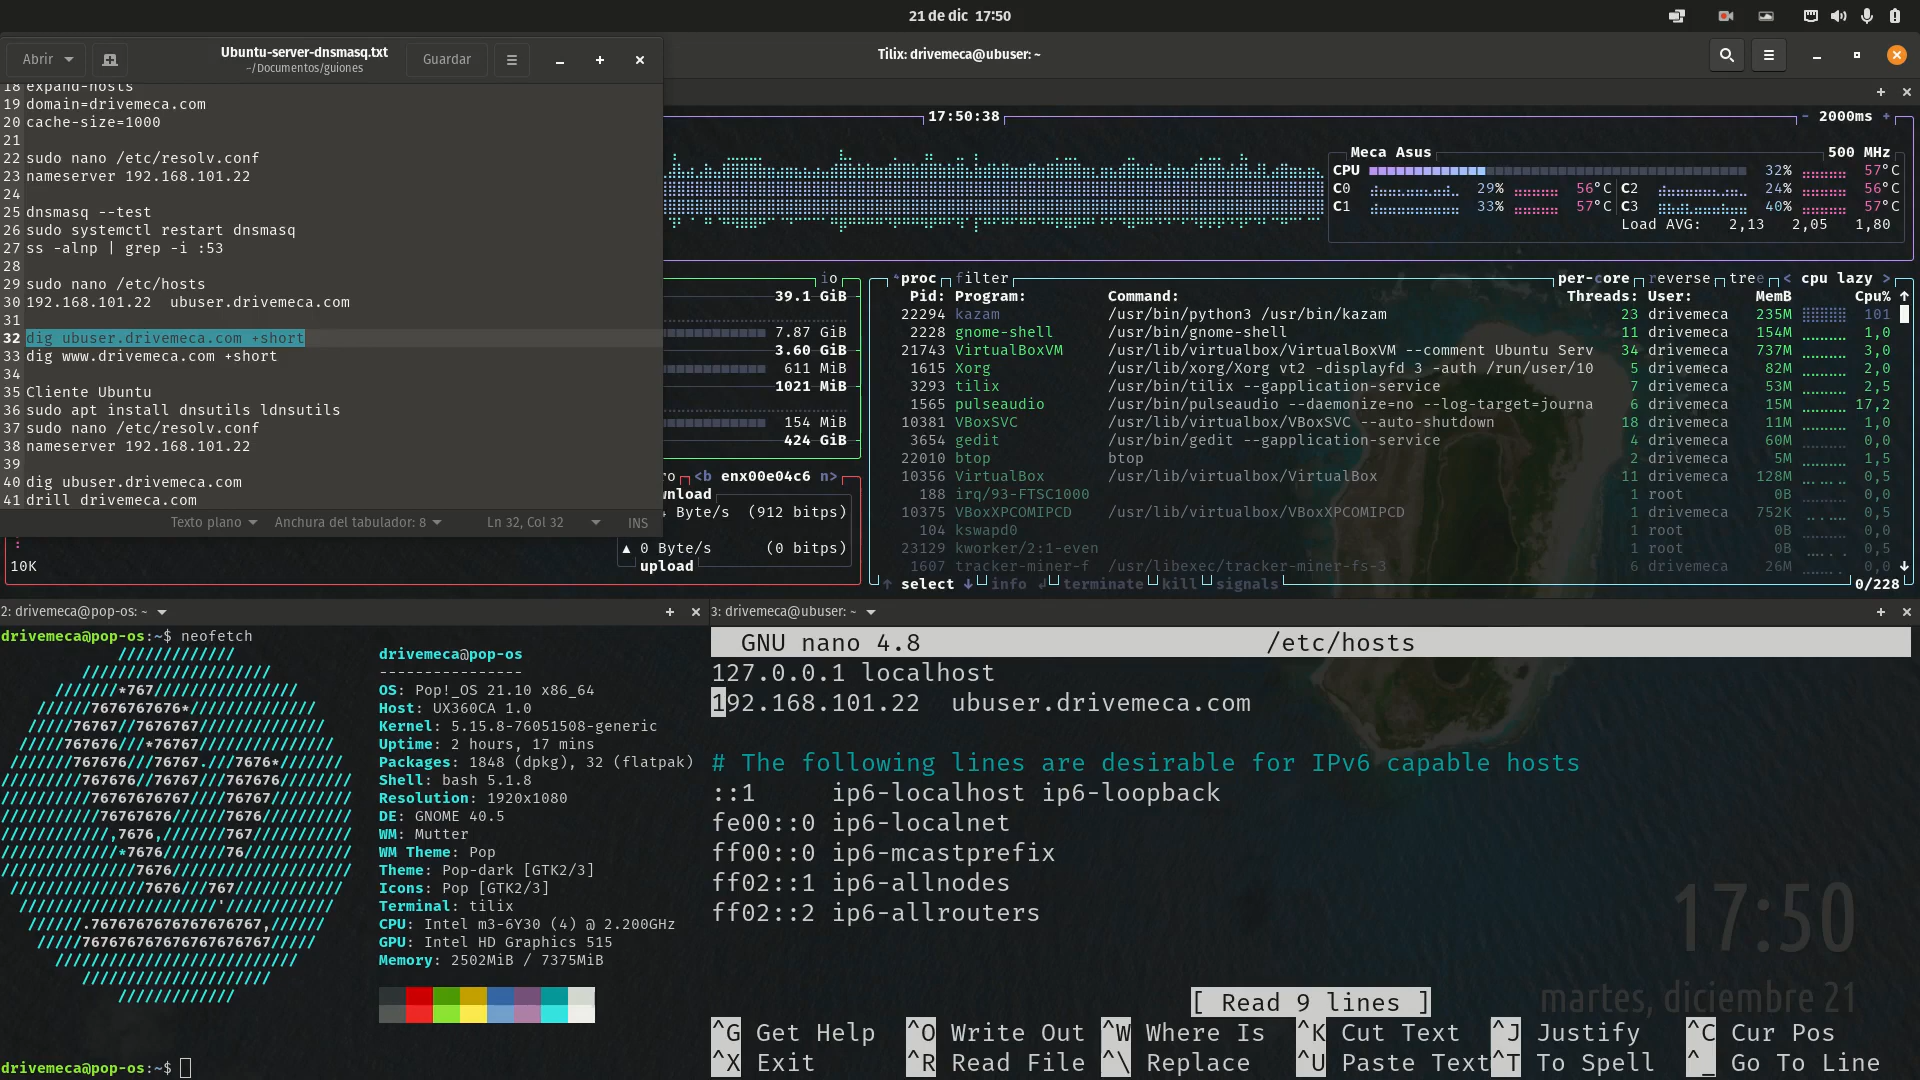 21 de dic 17:50
Abrir
Ubuntu-server-dnsmasq.txt
~/Documentos/guiones
Guardar
18 expand-hosts
19 domain=drivemeca.com
20 cache-size=1000
21
22 sudo nano /etc/resolv.conf
23 nameserver 192.168.101.22
24
25 dnsmasq --test
26 sudo systemctl restart dnsmasq
27 ss -alnp | grep -i :53
28
29 sudo nano /etc/hosts
30 192.168.101.22  ubuser.drivemeca.com
31
32 dig ubuser.drivemeca.com +short
33 dig www.drivemeca.com +short
34
35 Cliente Ubuntu
36 sudo apt install dnsutils ldnsutils
37 sudo nano /etc/resolv.conf
38 nameserver 192.168.101.22
39
40 dig ubuser.drivemeca.com
41 drill drivemeca.com
Texto plano Anchura del tabulador: 8 Ln 32, Col 32 INS
Tilix: drivemeca@ubuser: ~
17:50:38 - 2000ms +
Meca Asus 500 MHz
CPU 32% 57°C
C0 29% 56°C C2 24% 56°C
C1 33% 57°C C3 40% 57°C
Load AVG: 2,13 2,05 1,80
io
39.1 GiB
7.87 GiB
3.60 GiB
611 MiB
1021 MiB
154 MiB
424 GiB
ro <b enx00e04c6 n>
wnload
Byte/s (912 bitps)
▲ 0 Byte/s (0 bitps)
upload
10K
⁴proc filter per-core reverse tree < cpu lazy >
Pid: Program: Command: Threads: User: MemB Cpu% ↑
22294 kazam /usr/bin/python3 /usr/bin/kazam 23 drivemeca 235M 101
2228 gnome-shell /usr/bin/gnome-shell 11 drivemeca 154M 1,0
21743 VirtualBoxVM /usr/lib/virtualbox/VirtualBoxVM --comment Ubuntu Serv 34 drivemeca 737M 3,0
1615 Xorg /usr/lib/xorg/Xorg vt2 -displayfd 3 -auth /run/user/10 5 drivemeca 82M 2,0
3293 tilix /usr/bin/tilix --gapplication-service 7 drivemeca 53M 2,5
1565 pulseaudio /usr/bin/pulseaudio --daemonize=no --log-target=journa 6 drivemeca 15M 17,2
10381 VBoxSVC /usr/lib/virtualbox/VBoxSVC --auto-shutdown 18 drivemeca 11M 1,0
3654 gedit /usr/bin/gedit --gapplication-service 4 drivemeca 60M 0,0
22010 btop btop 2 drivemeca 5M 1,5
10356 VirtualBox /usr/lib/virtualbox/VirtualBox 11 drivemeca 128M 0,5
188 irq/93-FTSC1000 1 root 0B 0,0
10375 VBoxXPCOMIPCD /usr/lib/virtualbox/VBoxXPCOMIPCD 1 drivemeca 752K 0,5
104 kswapd0 1 root 0B 0,0
23129 kworker/2:1-even 1 root 0B 0,5
1607 tracker-miner-f /usr/libexec/tracker-miner-fs-3 6 drivemeca 26M 0,0 ↓
↑ select ↓ info ↲ terminate kill signals 0/228
2: drivemeca@pop-os: ~
drivemeca@pop-os:~$ neofetch
drivemeca@pop-os
----------------
OS: Pop!_OS 21.10 x86_64
Host: UX360CA 1.0
Kernel: 5.15.8-76051508-generic
Uptime: 2 hours, 17 mins
Packages: 1848 (dpkg), 32 (flatpak)
Shell: bash 5.1.8
Resolution: 1920x1080
DE: GNOME 40.5
WM: Mutter
WM Theme: Pop
Theme: Pop-dark [GTK2/3]
Icons: Pop [GTK2/3]
Terminal: tilix
CPU: Intel m3-6Y30 (4) @ 2.200GHz
GPU: Intel HD Graphics 515
Memory: 2502MiB / 7375MiB
drivemeca@pop-os:~$
3: drivemeca@ubuser: ~
GNU nano 4.8 /etc/hosts
127.0.0.1 localhost
192.168.101.22  ubuser.drivemeca.com
# The following lines are desirable for IPv6 capable hosts
::1     ip6-localhost ip6-loopback
fe00::0 ip6-localnet
ff00::0 ip6-mcastprefix
ff02::1 ip6-allnodes
ff02::2 ip6-allrouters
17:50
martes, diciembre 21
[ Read 9 lines ]
^G Get Help ^O Write Out ^W Where Is ^K Cut Text ^J Justify ^C Cur Pos
^X Exit ^R Read File ^\ Replace ^U Paste Text ^T To Spell ^_ Go To Line